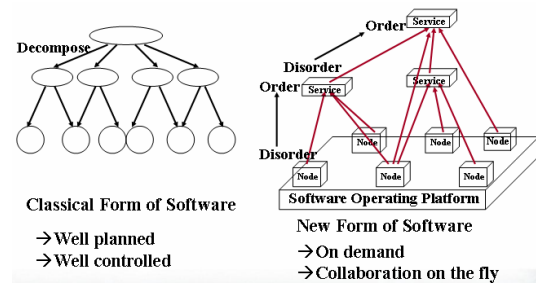 Decompose
Classical Form of Software
→Well planned
→Well controlled
Order
Service
Disorder
Order
Service
Service
Disorder
Node
Node
Node
Node
Node
Node
Software Operating Platform
New Form of Software
→On demand
→Collaboration on the fly